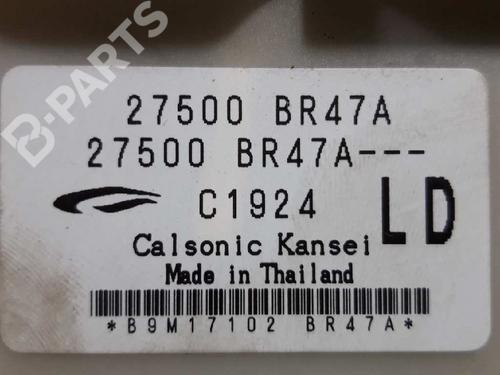 B-PARTS
27500 BR47A
27500 BR47A---
C1924
LD
Calsonic Kansei
Made in Thailand
*B9M17102 BR47A*